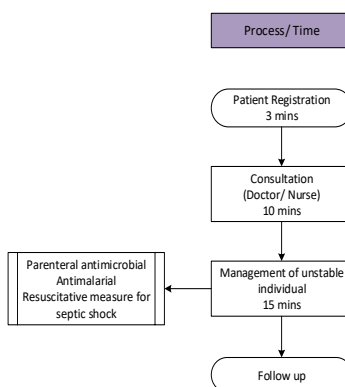 Process/ Time
Patient Registration
3 mins
Consultation
(Doctor/ Nurse)
10 mins
Parenteral antimicrobial
Antimalarial
Resuscitative measure for
septic shock
Management of unstable
individual
15 mins
Follow up